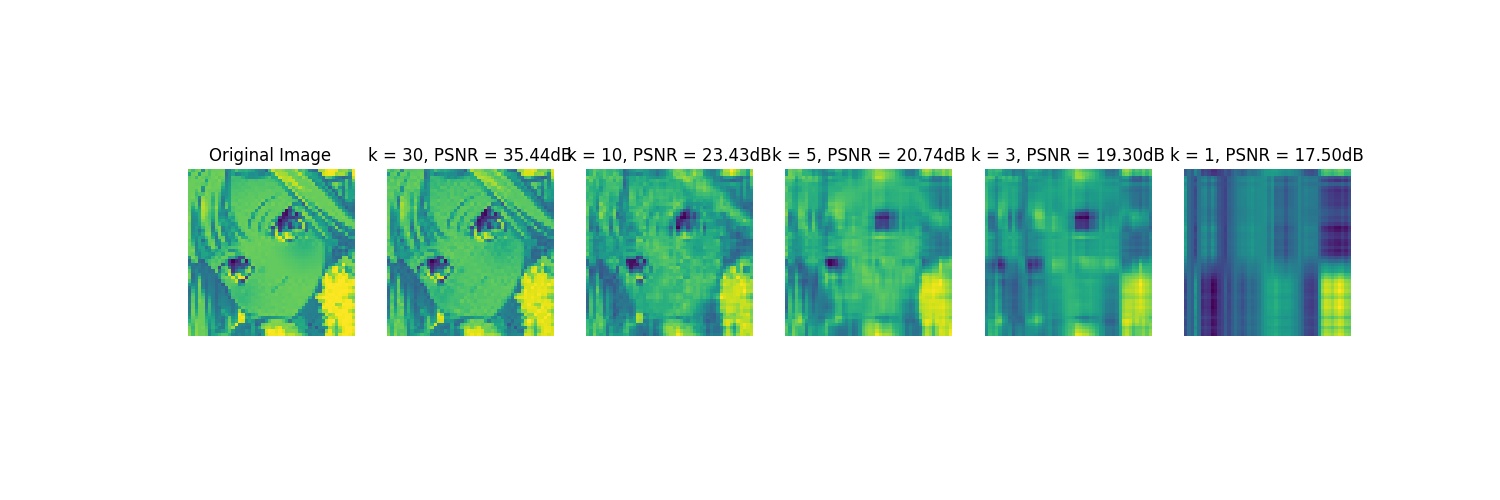 Original Image
k = 30, PSNR = 35.44dB
k = 10, PSNR = 23.43dB
k = 5, PSNR = 20.74dB
k = 3, PSNR = 19.30dB
k = 1, PSNR = 17.50dB